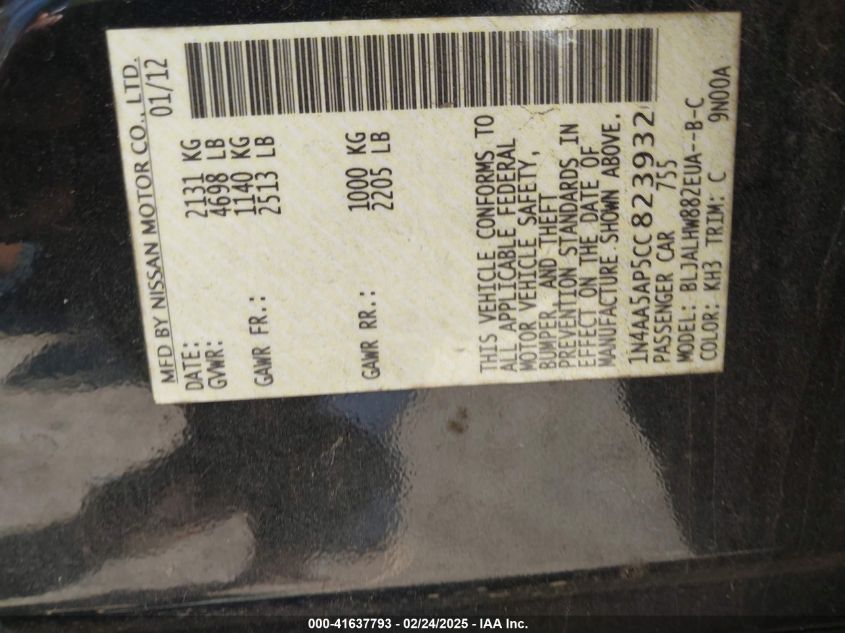 MFD BY NISSAN MOTOR CO., LTD.
DATE: 01/12
GVWR: 2131 KG
4698 LB
GAWR FR.: 1140 KG
2513 LB
GAWR RR.: 1000 KG
2205 LB
THIS VEHICLE CONFORMS TO
ALL APPLICABLE FEDERAL
MOTOR VEHICLE SAFETY,
BUMPER, AND THEFT
PREVENTION STANDARDS IN
EFFECT ON THE DATE OF
MANUFACTURE SHOWN ABOVE.
1N4AA5AP5CC823932
PASSENGER CAR 755
MODEL: BLJALHW882EUA--B-C
COLOR: KH3 TRIM: C 9N00A
000-41637793 - 02/24/2025 - IAA Inc.